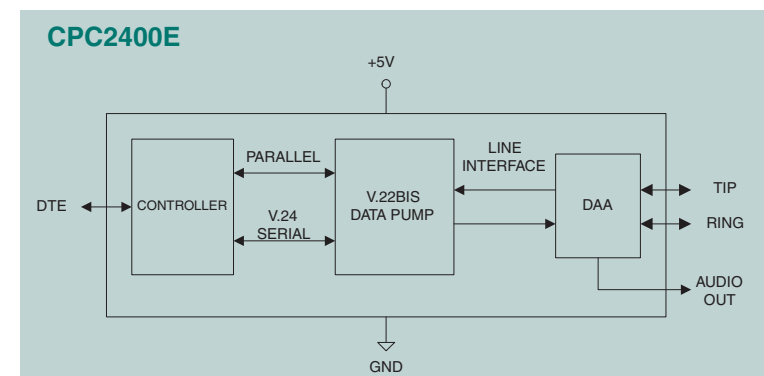 CPC2400E
+5V
PARALLEL
LINE
INTERFACE
DTE
CONTROLLER
V.24
SERIAL
V.22BIS
DATA PUMP
DAA
TIP
RING
AUDIO
OUT
GND